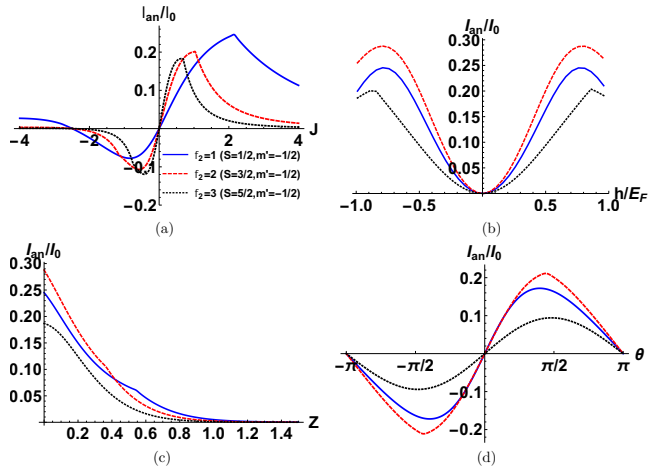 I_an/I_0
0.2
0.1
-4 -2 2 4 J
-0.1
-0.2
f_2=1 (S=1/2,m'=-1/2)
f_2=2 (S=3/2,m'=-1/2)
f_2=3 (S=5/2,m'=-1/2)
(a)
I_an/I_0
0.30
0.25
0.20
0.15
0.10
0.05
-1.0 -0.5 0.00 0.5 1.0 h/E_F
(b)
I_an/I_0
0.30
0.25
0.20
0.15
0.10
0.05
0.0 0.2 0.4 0.6 0.8 1.0 1.2 1.4 Z
(c)
I_an/I_0
0.2
0.1
-π -π/2 π/2 π θ
-0.1
-0.2
(d)